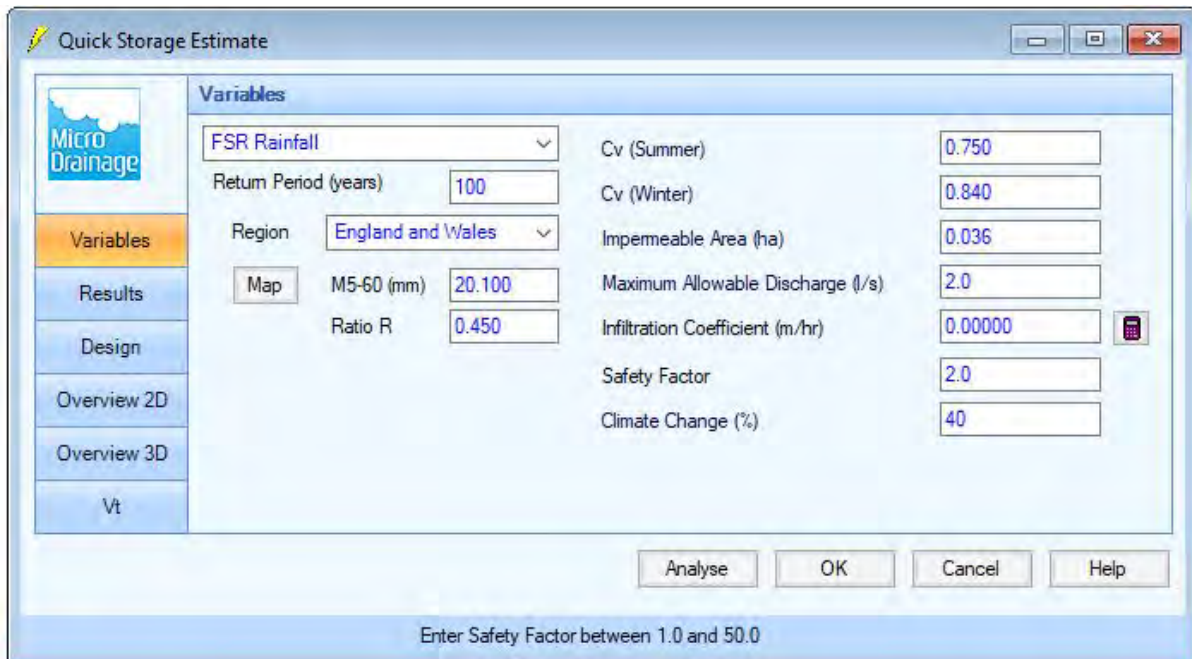 Quick Storage Estimate
Micro
Drainage
Variables
Results
Design
Overview 2D
Overview 3D
Vt
Variables
FSR Rainfall
Return Period (years) 100
Region England and Wales
Map M5-60 (mm) 20.100
Ratio R 0.450
Cv (Summer) 0.750
Cv (Winter) 0.840
Impermeable Area (ha) 0.036
Maximum Allowable Discharge (l/s) 2.0
Infiltration Coefficient (m/hr) 0.00000
Safety Factor 2.0
Climate Change (%) 40
Analyse OK Cancel Help
Enter Safety Factor between 1.0 and 50.0